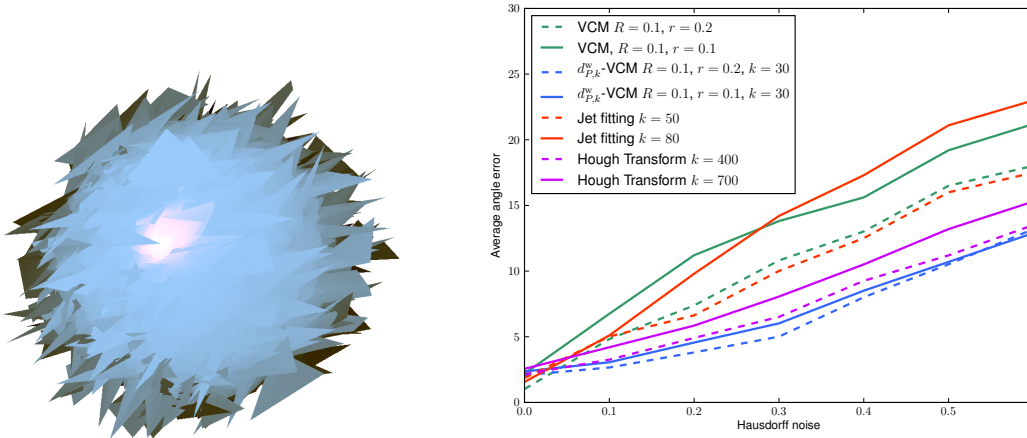 30
25
20
15
10
5
0
Average angle error
VCM R = 0.1, r = 0.2
VCM, R = 0.1, r = 0.1
d^w_{P,k}-VCM R = 0.1, r = 0.2, k = 30
d^w_{P,k}-VCM R = 0.1, r = 0.1, k = 30
Jet fitting k = 50
Jet fitting k = 80
Hough Transform k = 400
Hough Transform k = 700
0.0 0.1 0.2 0.3 0.4 0.5
Hausdorff noise